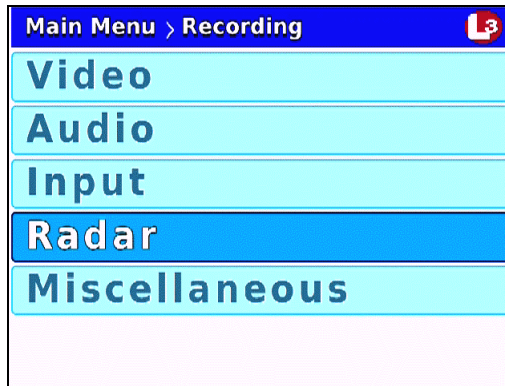 Main Menu > Recording L3
Video
Audio
Input
Radar
Miscellaneous